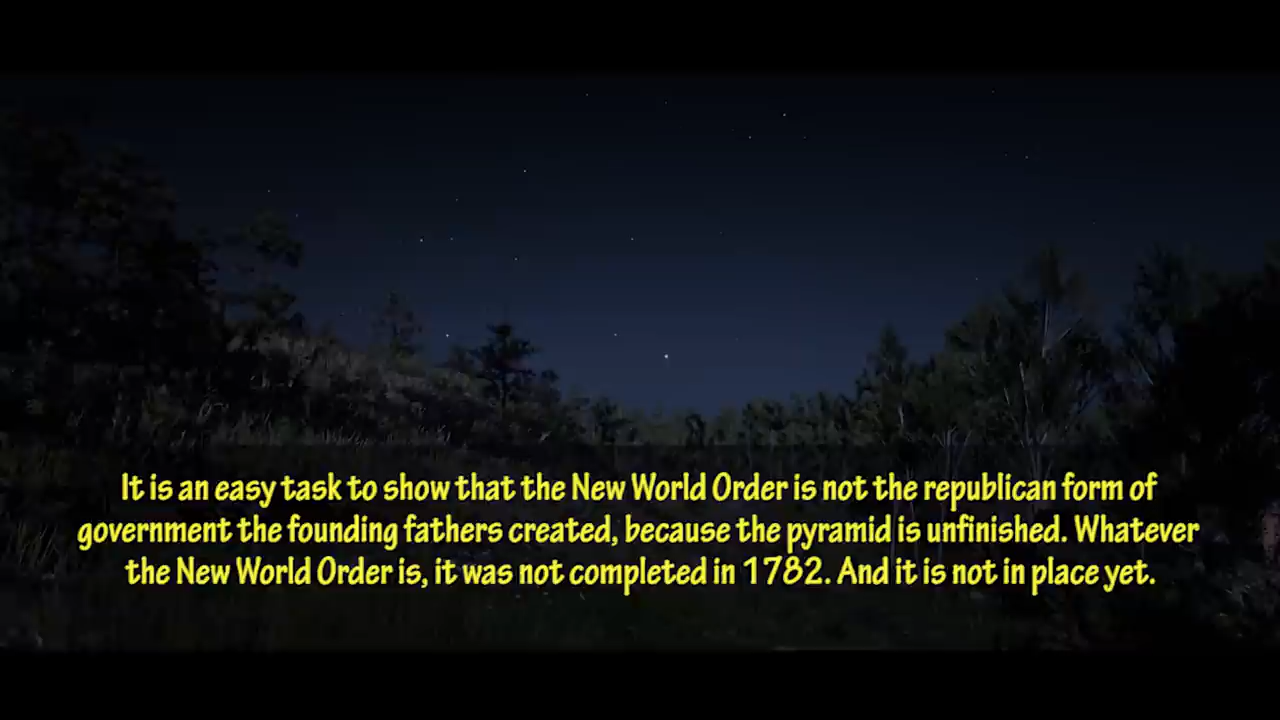 It is an easy task to show that the New World Order is not the republican form of
government the founding fathers created, because the pyramid is unfinished. Whatever
the New World Order is, it was not completed in 1782. And it is not in place yet.